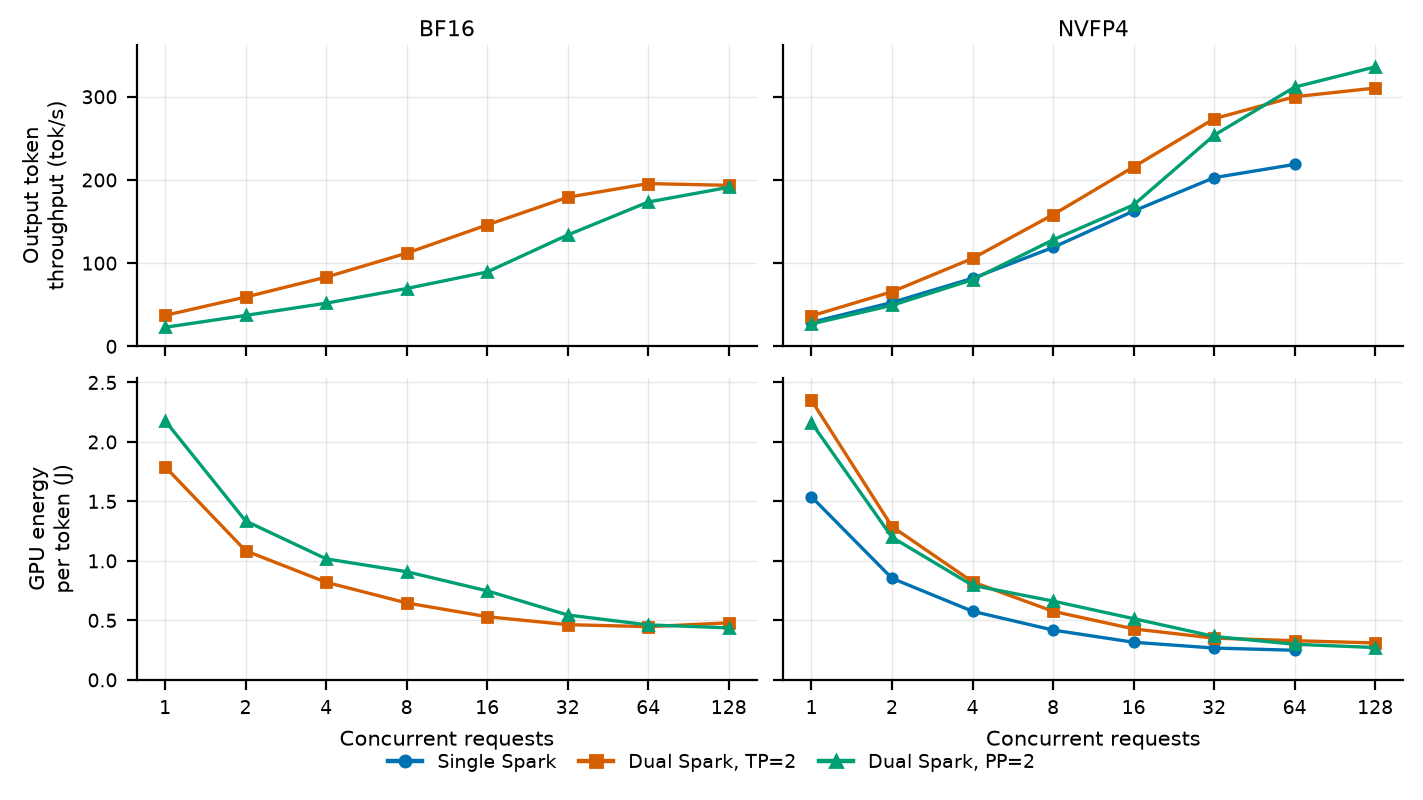 BF16
NVFP4
Output token
throughput (tok/s)
300
200
100
0
GPU energy
per token (J)
2.5
2.0
1.5
1.0
0.5
0.0
1 2 4 8 16 32 64 128
1 2 4 8 16 32 64 128
Concurrent requests
Concurrent requests
Single Spark
Dual Spark, TP=2
Dual Spark, PP=2